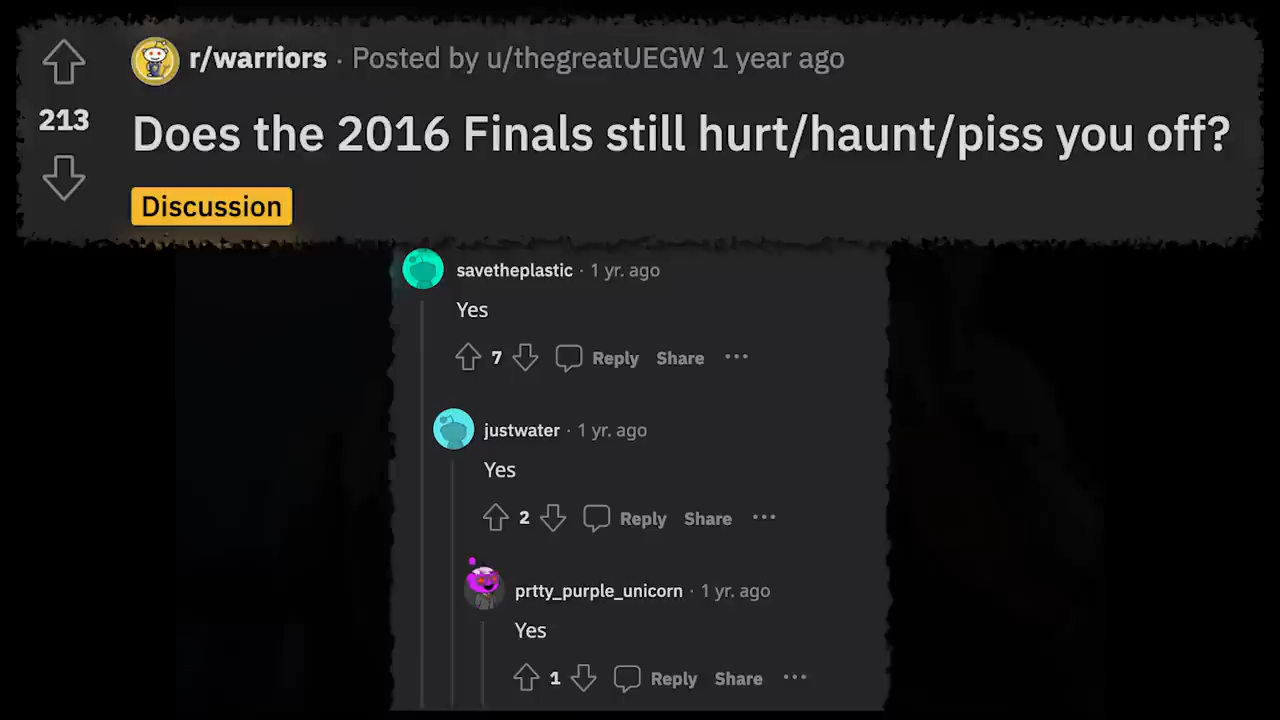 r/warriors · Posted by u/thegreatUEGW 1 year ago
213
Does the 2016 Finals still hurt/haunt/piss you off?
Discussion
savetheplastic · 1 yr. ago
Yes
7 Reply Share ···
justwater · 1 yr. ago
Yes
2 Reply Share ···
prtty_purple_unicorn · 1 yr. ago
Yes
1 Reply Share ···